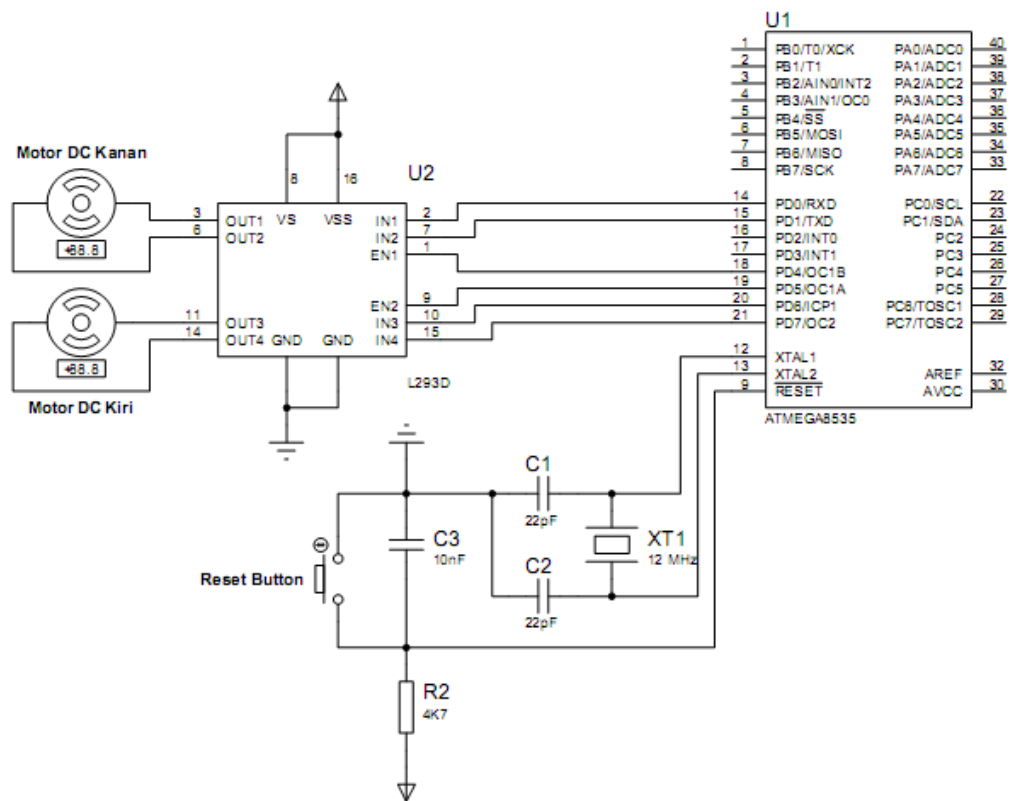 U1
1 PB0/T0/XCK PA0/ADC0 40
2 PB1/T1 PA1/ADC1 39
3 PB2/AIN0/INT2 PA2/ADC2 38
4 PB3/AIN1/OC0 PA3/ADC3 37
5 PB4/SS PA4/ADC4 36
6 PB5/MOSI PA5/ADC5 35
7 PB6/MISO PA6/ADC6 34
8 PB7/SCK PA7/ADC7 33
14 PD0/RXD PC0/SCL 22
15 PD1/TXD PC1/SDA 23
16 PD2/INT0 PC2 24
17 PD3/INT1 PC3 25
18 PD4/OC1B PC4 26
19 PD5/OC1A PC5 27
20 PD6/ICP1 PC6/TOSC1 28
21 PD7/OC2 PC7/TOSC2 29
12 XTAL1
13 XTAL2 AREF 32
9 RESET AVCC 30
ATMEGA8535
Motor DC Kanan
+88.8
U2
8 16
VS VSS
3 OUT1 IN1 2
6 OUT2 IN2 7
EN1 1
EN2 9
11 OUT3 IN3 10
14 OUT4 IN4 15
GND GND
L293D
+88.8
Motor DC Kiri
C1
22pF
C3
10nF
XT1
12 MHz
C2
22pF
Reset Button
R2
4K7